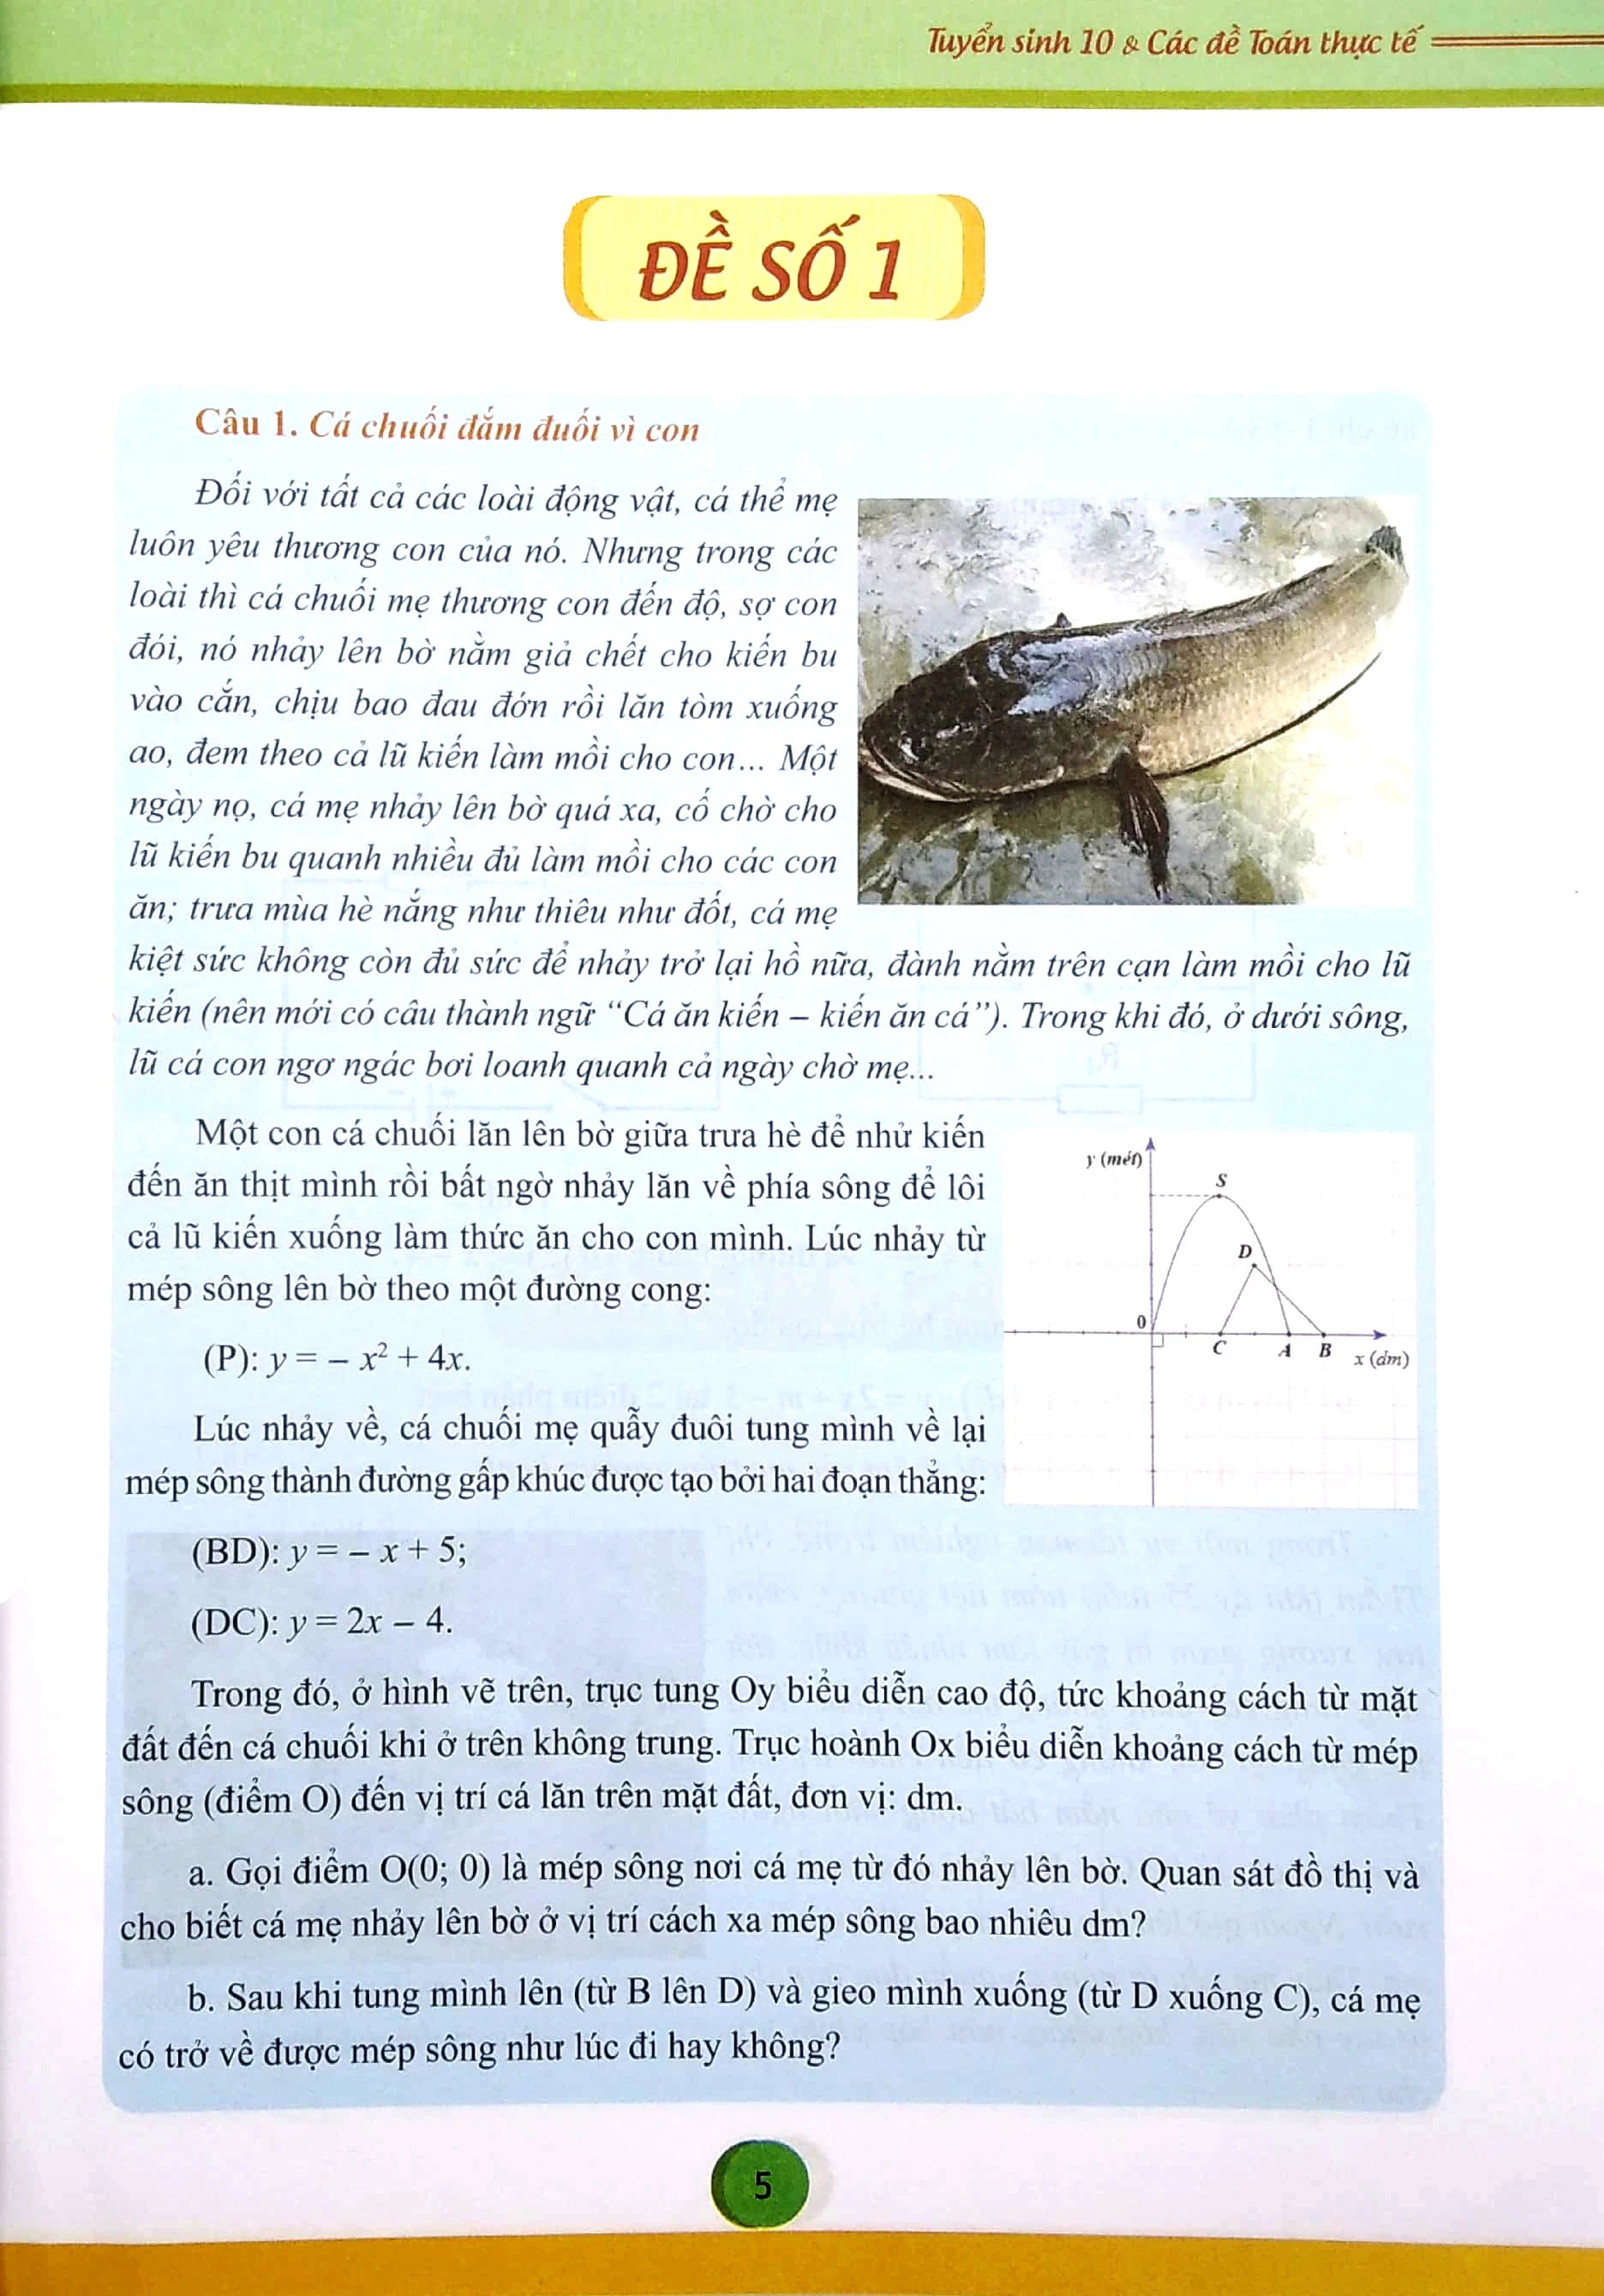 Tuyển sinh 10 & Các đề Toán thực tế
ĐỀ SỐ 1
Câu 1. Cá chuối đắm đuối vì con
Đối với tất cả các loài động vật, cá thể mẹ
luôn yêu thương con của nó. Nhưng trong các
loài thì cá chuối mẹ thương con đến độ, sợ con
đói, nó nhảy lên bờ nằm giả chết cho kiến bu
vào cắn, chịu bao đau đớn rồi lăn tòm xuống
ao, đem theo cả lũ kiến làm mồi cho con... Một
ngày nọ, cá mẹ nhảy lên bờ quá xa, cố chờ cho
lũ kiến bu quanh nhiều đủ làm mồi cho các con
ăn; trưa mùa hè nắng như thiêu như đốt, cá mẹ
kiệt sức không còn đủ sức để nhảy trở lại hồ nữa, đành nằm trên cạn làm mồi cho lũ
kiến (nên mới có câu thành ngữ “Cá ăn kiến – kiến ăn cá”). Trong khi đó, ở dưới sông,
lũ cá con ngơ ngác bơi loanh quanh cả ngày chờ mẹ...
Một con cá chuối lăn lên bờ giữa trưa hè để nhử kiến
đến ăn thịt mình rồi bất ngờ nhảy lăn về phía sông để lôi
cả lũ kiến xuống làm thức ăn cho con mình. Lúc nhảy từ
mép sông lên bờ theo một đường cong:
(P): y = – x² + 4x.
Lúc nhảy về, cá chuối mẹ quẫy đuôi tung mình về lại
mép sông thành đường gấp khúc được tạo bởi hai đoạn thẳng:
(BD): y = – x + 5;
(DC): y = 2x – 4.
y (mét)
S
D
0
C
A
B
x (dm)
Trong đó, ở hình vẽ trên, trục tung Oy biểu diễn cao độ, tức khoảng cách từ mặt
đất đến cá chuối khi ở trên không trung. Trục hoành Ox biểu diễn khoảng cách từ mép
sông (điểm O) đến vị trí cá lăn trên mặt đất, đơn vị: dm.
a. Gọi điểm O(0; 0) là mép sông nơi cá mẹ từ đó nhảy lên bờ. Quan sát đồ thị và
cho biết cá mẹ nhảy lên bờ ở vị trí cách xa mép sông bao nhiêu dm?
b. Sau khi tung mình lên (từ B lên D) và gieo mình xuống (từ D xuống C), cá mẹ
có trở về được mép sông như lúc đi hay không?
5